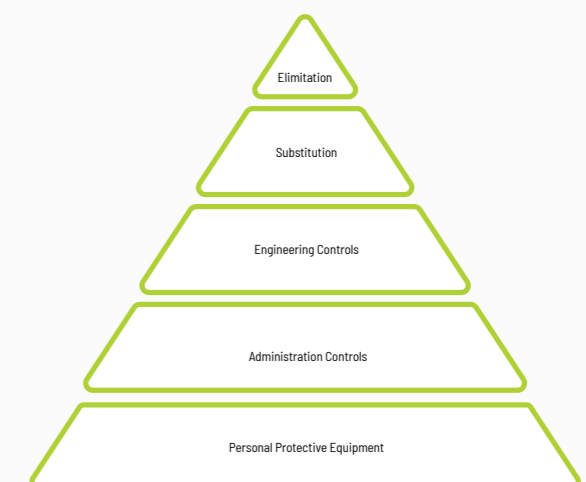 Elimitation
Substitution
Engineering Controls
Administration Controls
Personal Protective Equipment